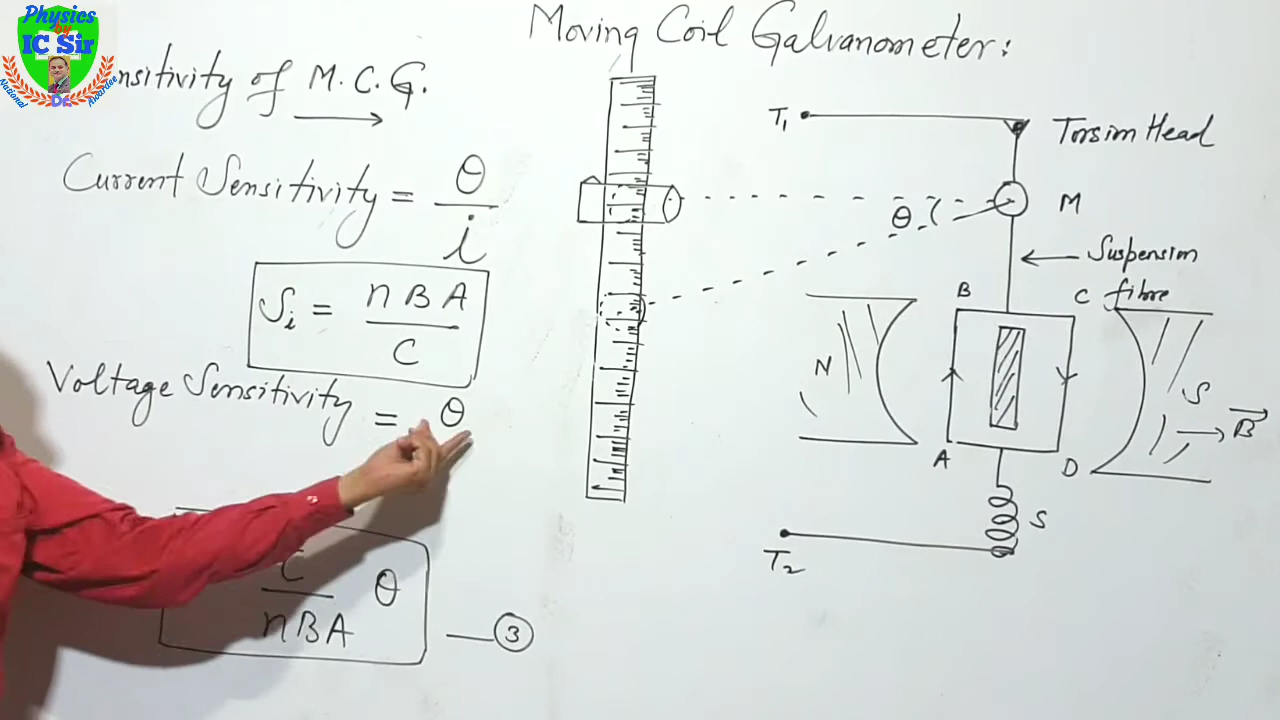 Physics
by
IC Sir
National
Awardee
Moving Coil Galvanometer:
nsitivity of M.C.G.
Current Sensitivity = θ
i
Si = nBA
C
Voltage Sensitivity = θ
C θ
nBA
3
T1
Torsion Head
M
θ
Suspension
fibre
B
C
N
S
B
A
D
S
T2